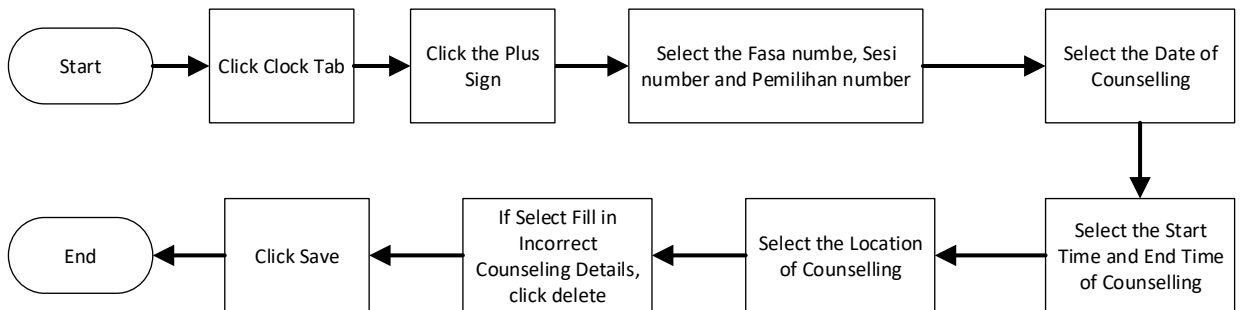 Start
Click Clock Tab
Click the Plus
Sign
Select the Fasa numbe, Sesi
number and Pemilihan number
Select the Date of
Counselling
Select the Start
Time and End Time
of Counselling
Select the Location
of Counselling
If Select Fill in
Incorrect
Counseling Details,
click delete
Click Save
End